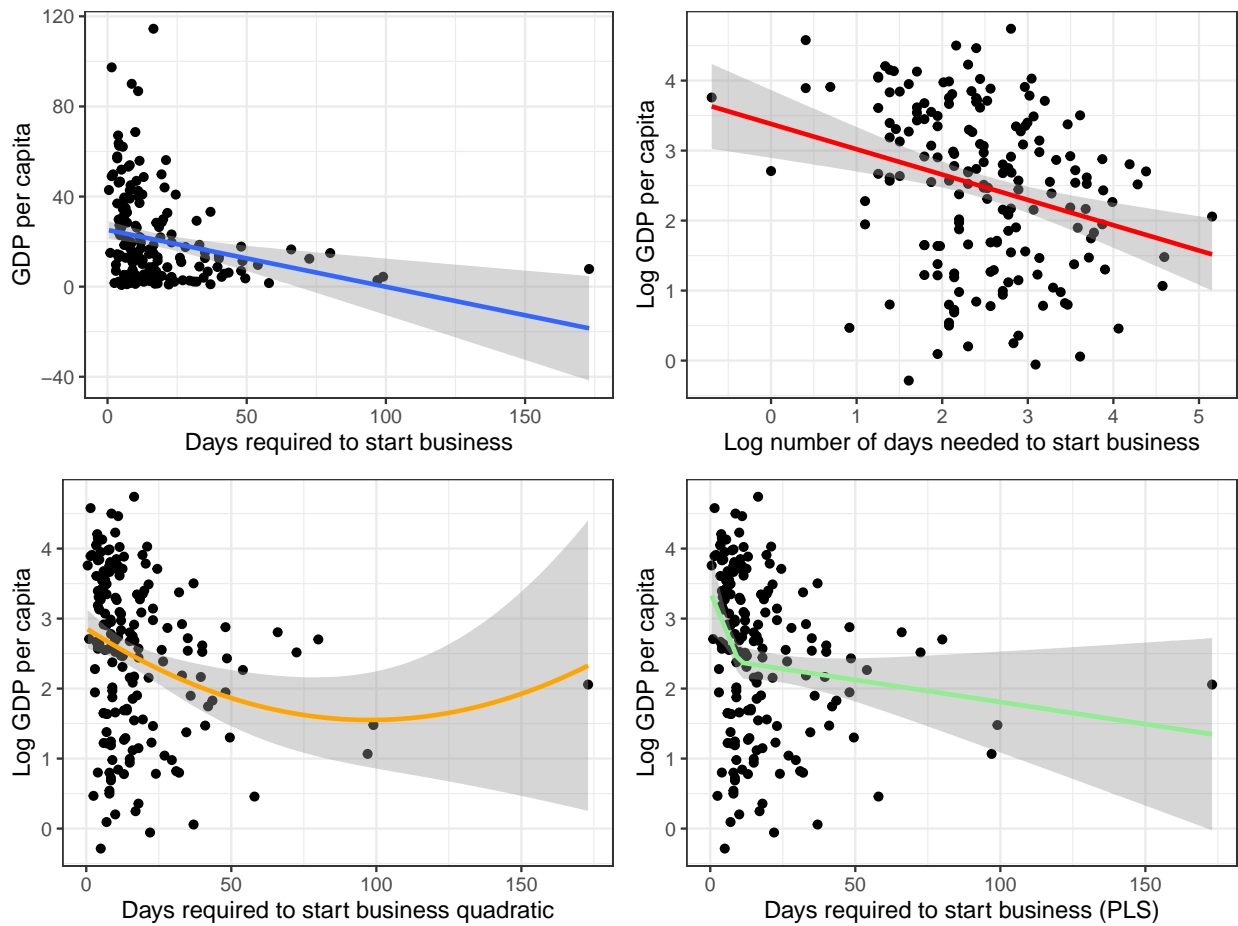 120
80
40
0
−40
GDP per capita
0 50 100 150
Days required to start business
4
3
2
1
0
Log GDP per capita
0 1 2 3 4 5
Log number of days needed to start business
4
3
2
1
0
Log GDP per capita
0 50 100 150
Days required to start business quadratic
4
3
2
1
0
Log GDP per capita
0 50 100 150
Days required to start business (PLS)